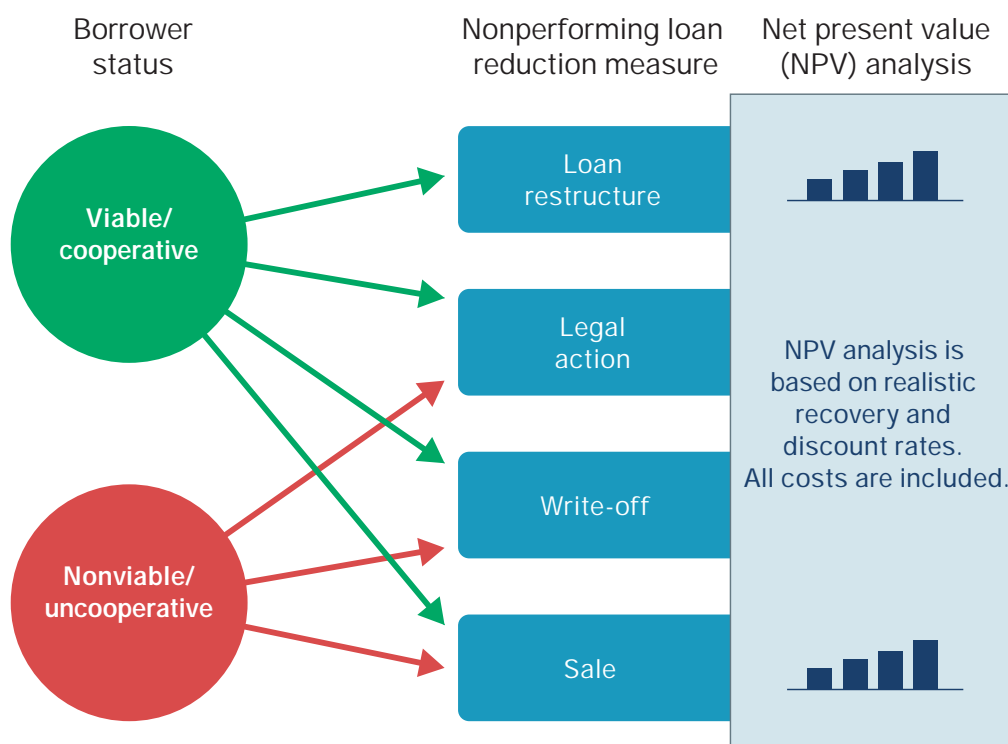 Borrower
status
Nonperforming loan
reduction measure
Net present value
(NPV) analysis
Viable/
cooperative
Nonviable/
uncooperative
Loan
restructure
Legal
action
Write-off
Sale
NPV analysis is
based on realistic
recovery and
discount rates.
All costs are included.